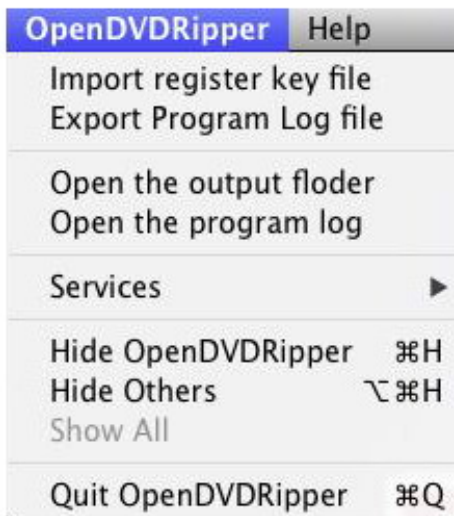 OpenDVDRipper Help
Import register key file
Export Program Log file
Open the output floder
Open the program log
Services ▶
Hide OpenDVDRipper ⌘H
Hide Others ⌥⌘H
Show All
Quit OpenDVDRipper ⌘Q